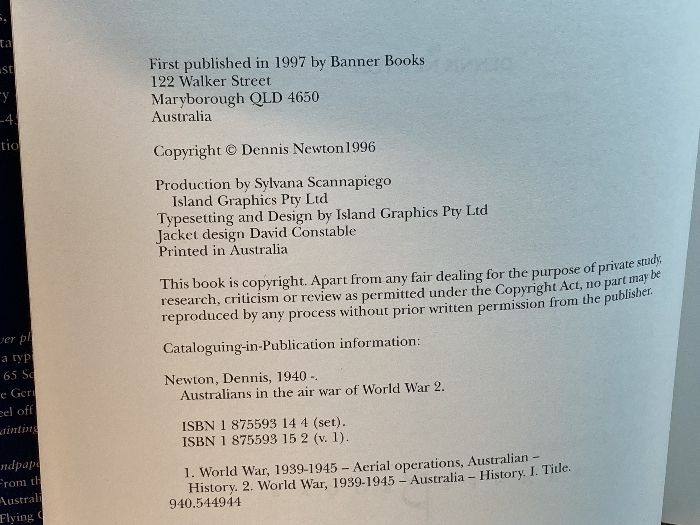 First published in 1997 by Banner Books
122 Walker Street
Maryborough QLD 4650
Australia
Copyright © Dennis Newton1996
Production by Sylvana Scannapiego
Island Graphics Pty Ltd
Typesetting and Design by Island Graphics Pty Ltd
Jacket design David Constable
Printed in Australia
This book is copyright. Apart from any fair dealing for the purpose of private study,
research, criticism or review as permitted under the Copyright Act, no part may be
reproduced by any process without prior written permission from the publisher.
Cataloguing-in-Publication information:
Newton, Dennis, 1940 -.
Australians in the air war of World War 2.
ISBN 1 875593 14 4 (set).
ISBN 1 875593 15 2 (v. 1).
1. World War, 1939-1945 – Aerial operations, Australian –
History. 2. World War, 1939-1945 – Australia – History. I. Title.
940.544944